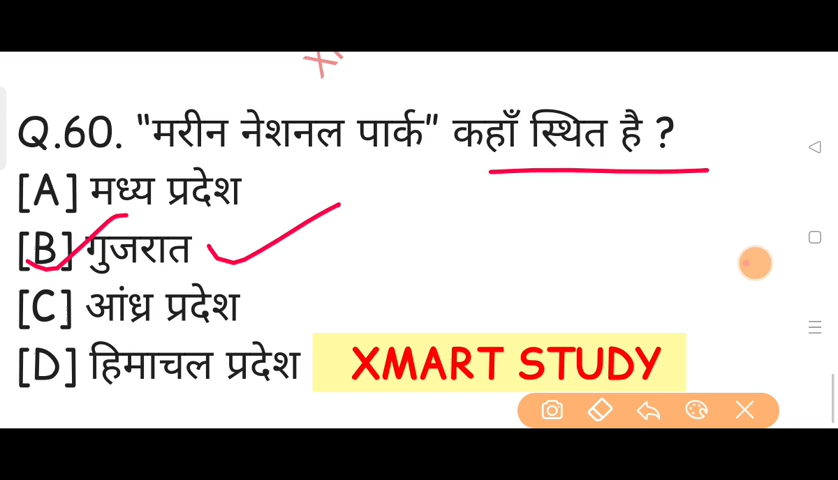 Q.60. "मरीन नेशनल पार्क" कहाँ स्थित है ?
[A] मध्य प्रदेश
[B] गुजरात
[C] आंध्र प्रदेश
[D] हिमाचल प्रदेश XMART STUDY